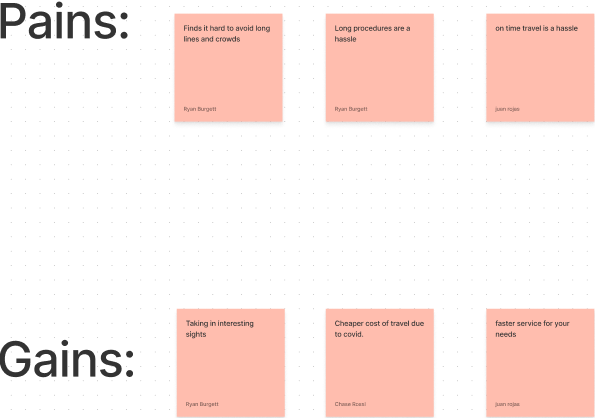 Pains:
Finds it hard to avoid long
lines and crowds
Ryan Burgett
Long procedures are a
hassle
Ryan Burgett
on time travel is a hassle
juan rojas
Gains:
Taking in interesting
sights
Ryan Burgett
Cheaper cost of travel due
to covid.
Chase Rossi
faster service for your
needs
juan rojas